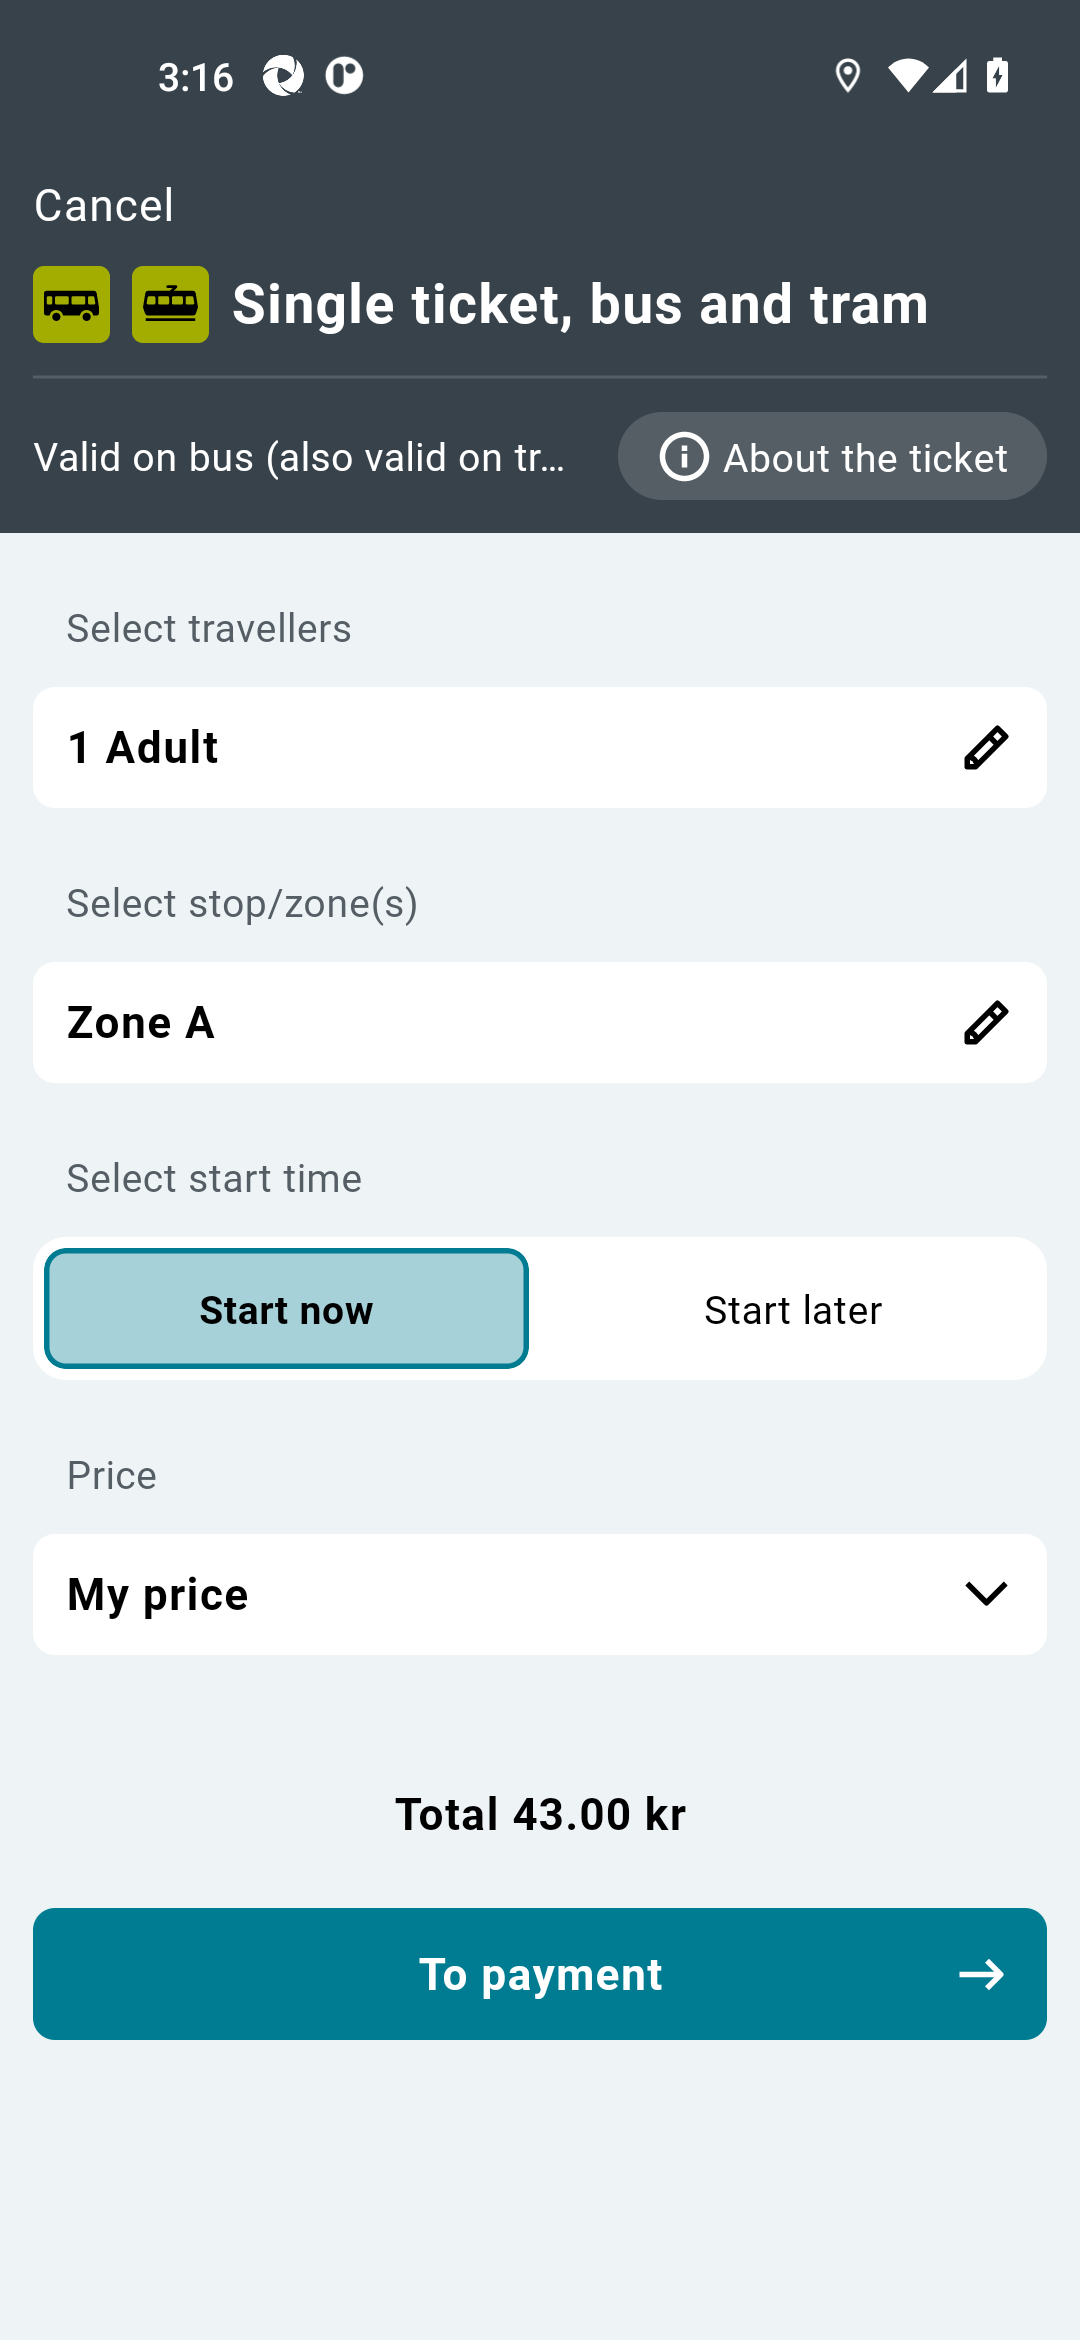 3:16
Cancel
Single ticket, bus and tram
Valid on bus (also valid on tr...
About the ticket
Select travellers
1 Adult
Select stop/zone(s)
Zone A
Select start time
Start now
Start later
Price
My price
Total 43.00 kr
To payment